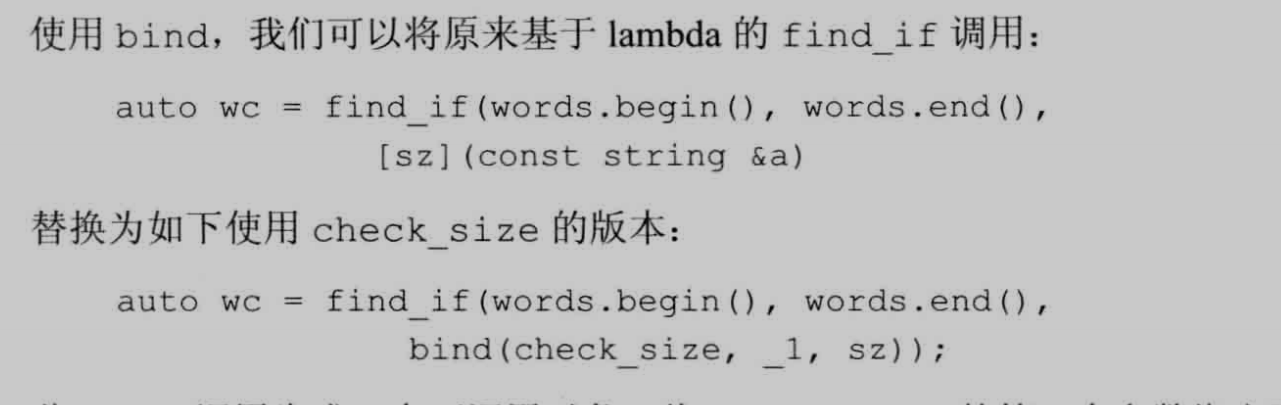 使用 bind，我们可以将原来基于 lambda 的 find_if 调用：
auto wc = find_if(words.begin(), words.end(),
[sz](const string &a)
替换为如下使用 check_size 的版本：
auto wc = find_if(words.begin(), words.end(),
bind(check_size, _1, sz));